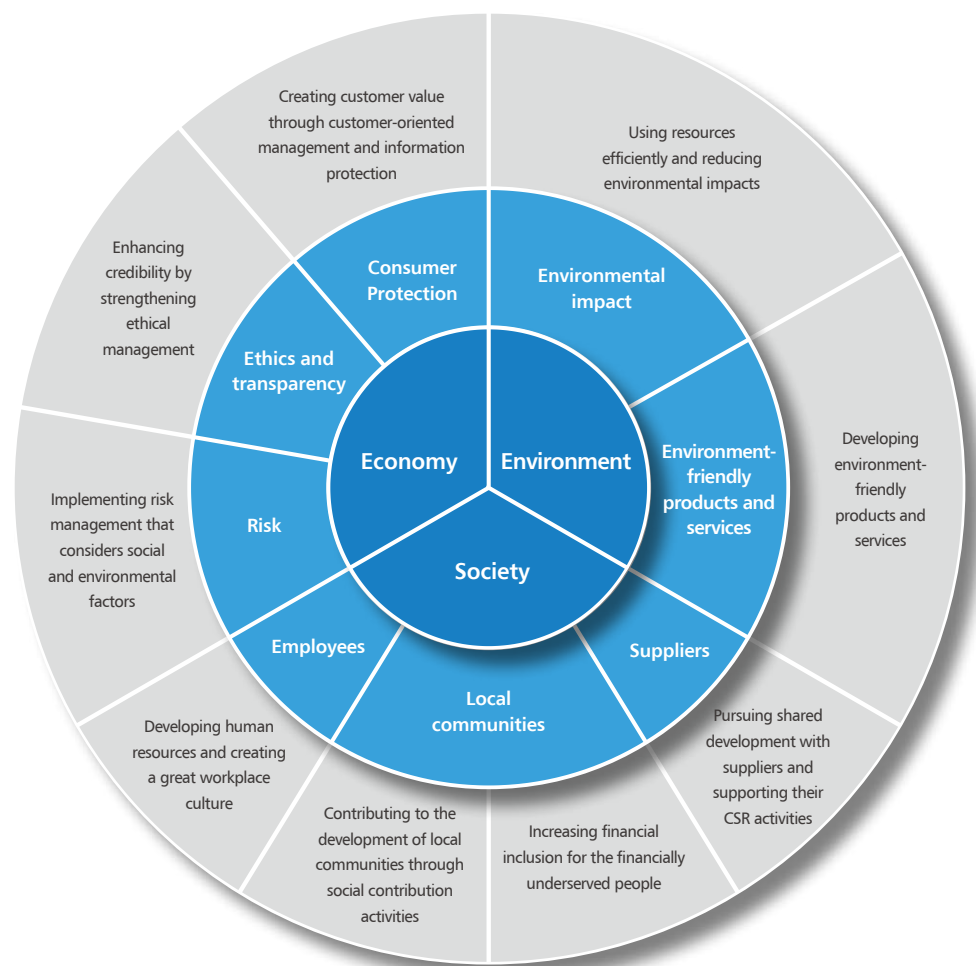 Creating customer value
through customer-oriented
management and information
protection
Using resources
efficiently and reducing
environmental impacts
Enhancing
credibility by
strengthening
ethical
management
Consumer
Protection
Environmental
impact
Ethics and
transparency
Economy
Environment
Environment-
friendly
products and
services
Developing
environment-
friendly
products and
services
Implementing risk
management that
considers social
and environmental
factors
Risk
Society
Employees
Local
communities
Suppliers
Developing human
resources and creating
a great workplace
culture
Contributing to the
development of local
communities through
social contribution
activities
Increasing financial
inclusion for the financially
underserved people
Pursuing shared
development with
suppliers and
supporting their
CSR activities